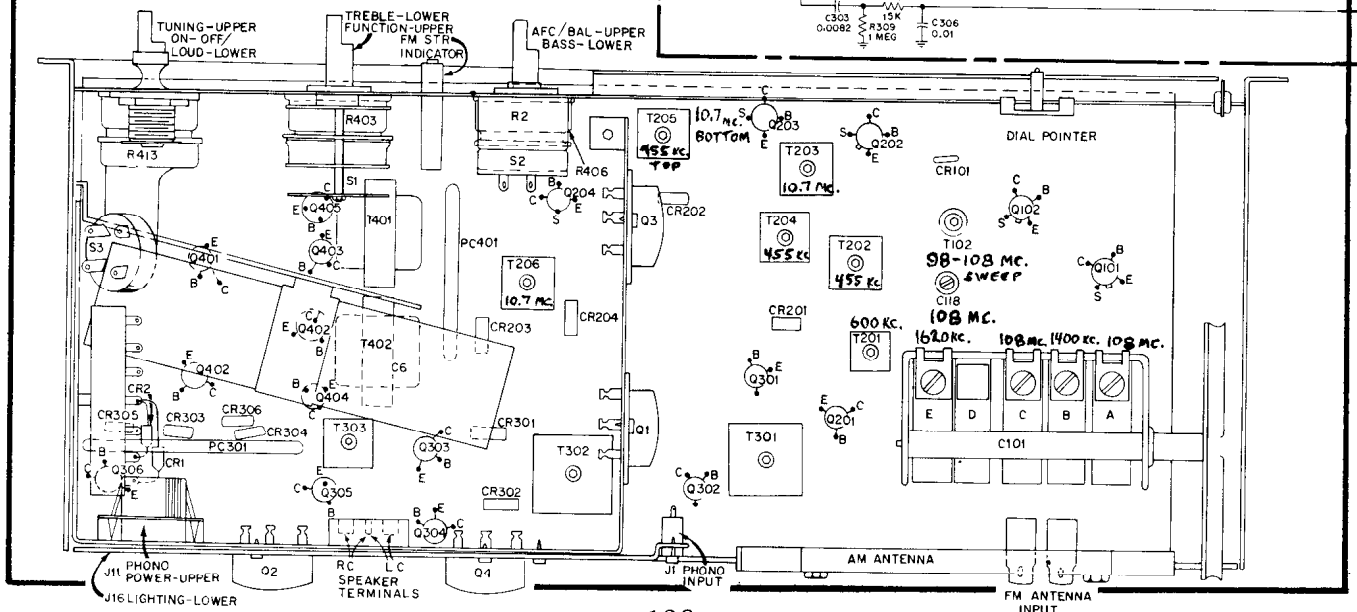 C303
0.0082
R309
1 MEG
15K
C306
0.01
TUNING-UPPER
ON-OFF/
LOUD-LOWER
TREBLE-LOWER
FUNCTION-UPPER
FM STR
INDICATOR
AFC/BAL-UPPER
BASS-LOWER
R413
R403
S1
R2
S2
R406
T205
10.7 MC.
BOTTOM
455 KC.
TOP
C
S
B
E
Q203
T203
10.7 MC.
C
S
B
E
Q202
DIAL POINTER
CR101
B
C
E
S
Q204
C
E
B
Q405
T401
PC401
Q3
CR202
T204
455 KC
T202
455 KC.
C
B
S
E
Q102
T102
98-108 MC.
SWEEP
C118
108 MC.
B
C
E
S
Q101
S3
E
Q401
B
C
E
Q403
B
C
T206
10.7 MC.
CR203
CR204
CR201
600 KC.
T201
1620 KC.
108 MC.
1400 KC.
108 MC.
C
E
Q402
B
T402
C6
E
Q402
B
C
B
E
Q404
C
B
E
Q301
C
E
C
Q201
B
E
D
C
B
A
C101
CR2
CR305
CR303
CR306
CR304
PC301
CR1
T303
C
Q303
B
E
CR301
T302
Q1
T301
B
C
Q306
E
E
C
Q305
B
CR302
B
E
C
Q304
C
B
Q302
E
J11 PHONO
POWER-UPPER
J16 LIGHTING-LOWER
Q2
RC
LC
SPEAKER
TERMINALS
Q4
J1 PHONO
INPUT
AM ANTENNA
FM ANTENNA
INPUT